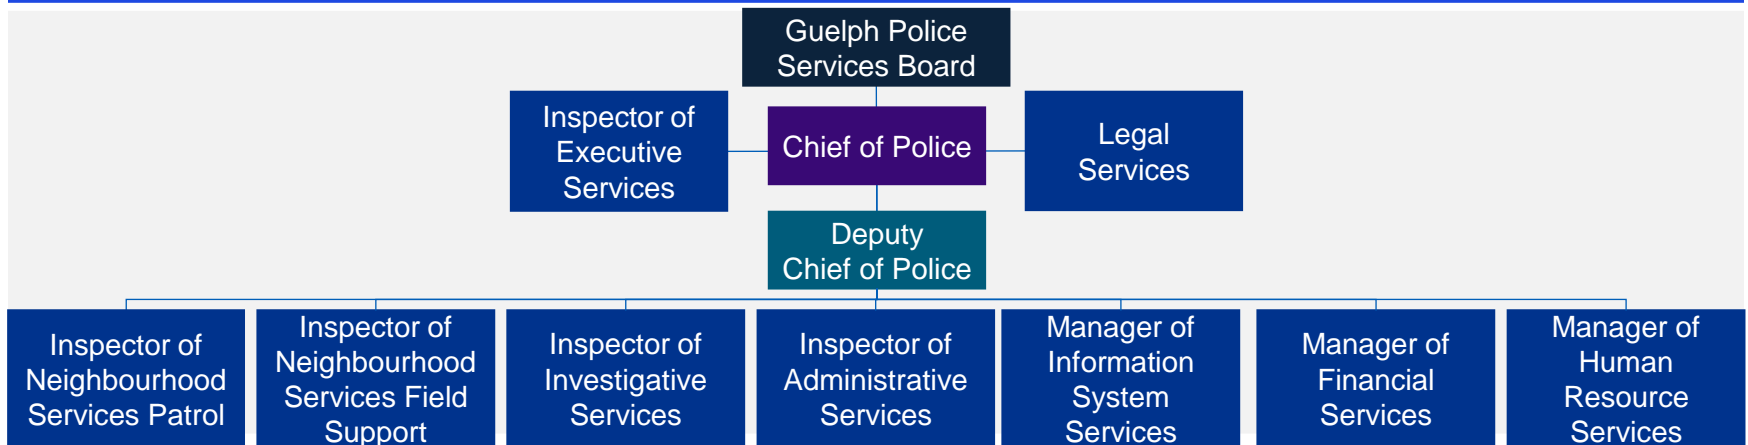 Guelph Police
Services Board
Inspector of
Executive
Services
Chief of Police
Legal
Services
Deputy
Chief of Police
Inspector of
Neighbourhood
Services Patrol
Inspector of
Neighbourhood
Services Field
Support
Inspector of
Investigative
Services
Inspector of
Administrative
Services
Manager of
Information
System
Services
Manager of
Financial
Services
Manager of
Human
Resource
Services